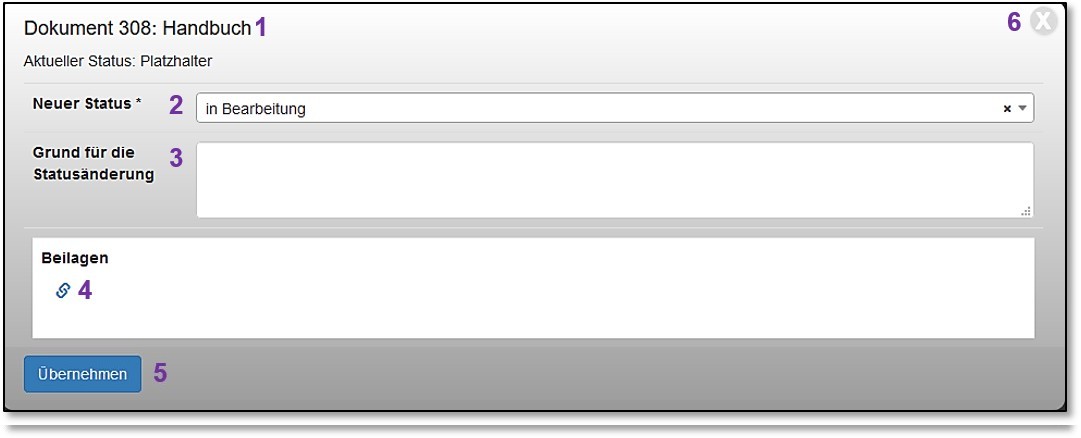 Dokument 308: Handbuch 1
6 X
Aktueller Status: Platzhalter
Neuer Status * 2 in Bearbeitung ×
Grund für die
Statusänderung 3
Beilagen
4
Übernehmen 5